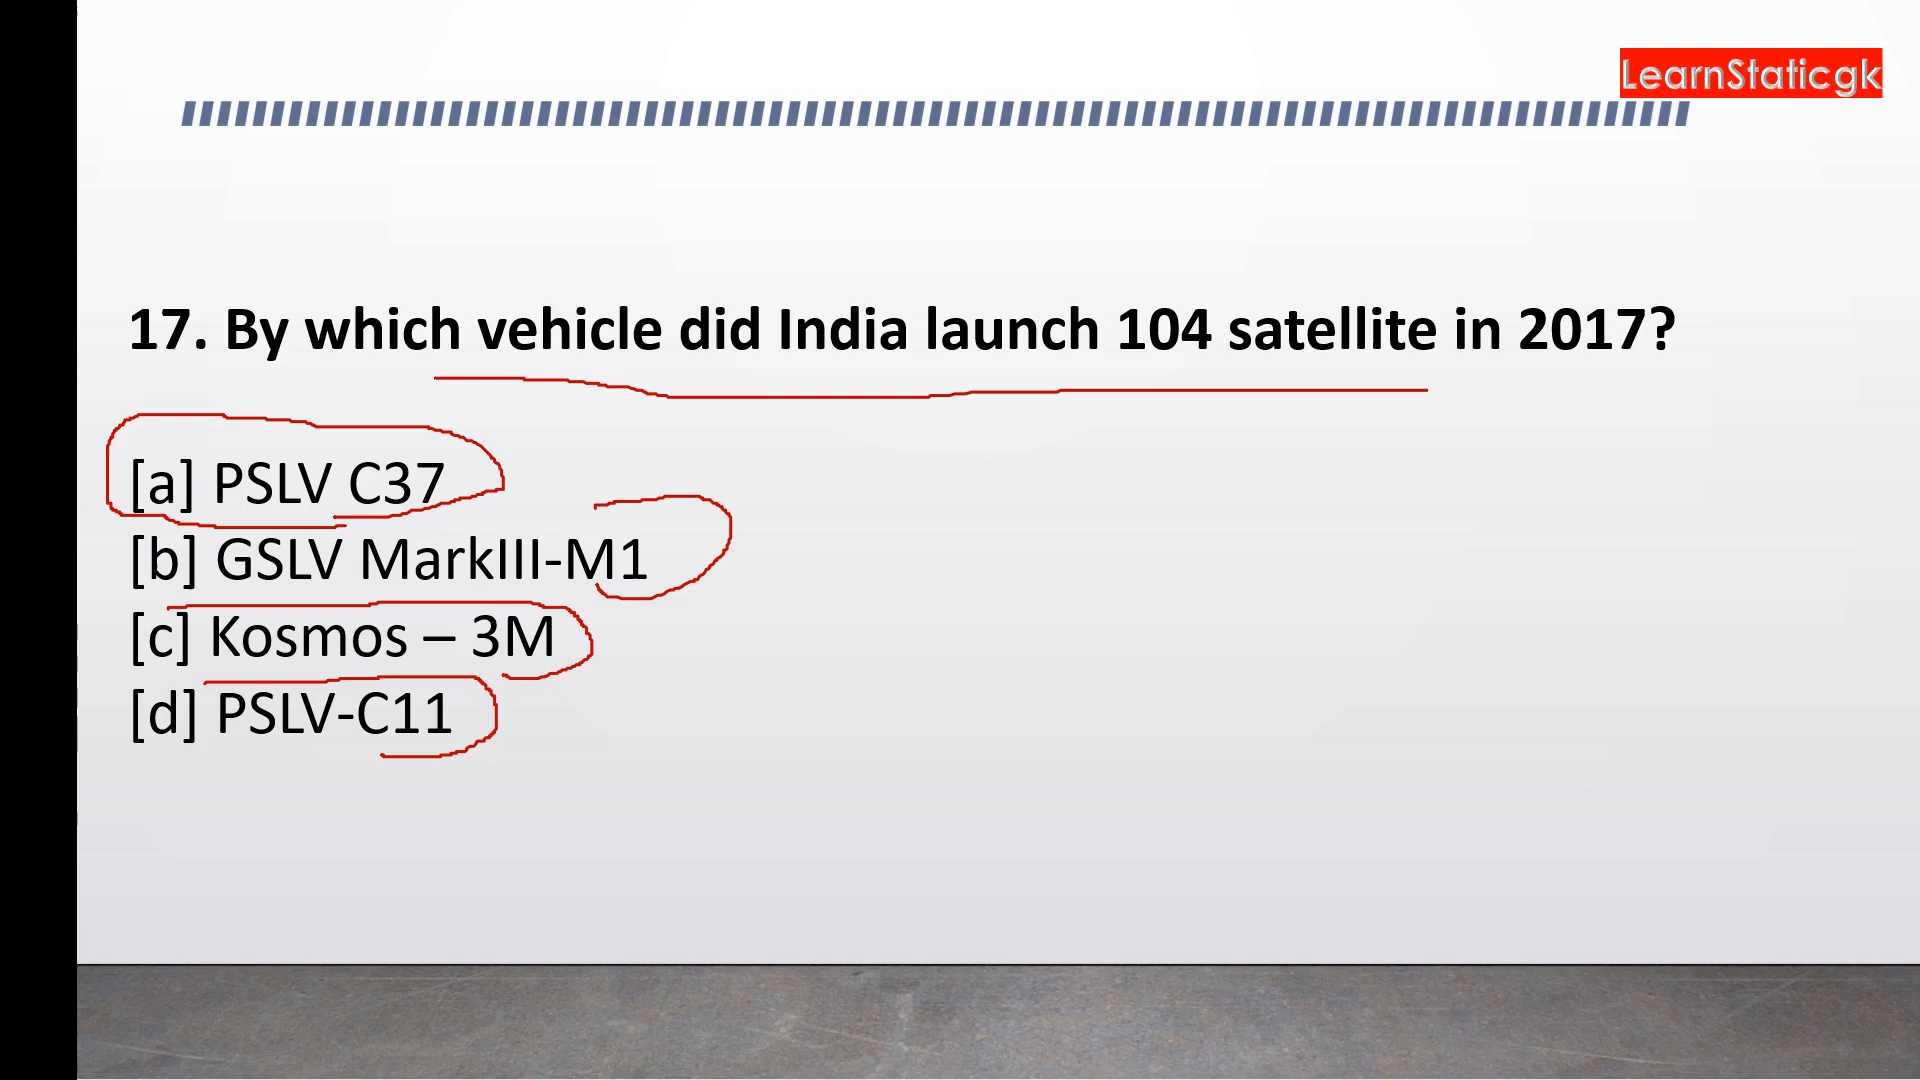 LearnStaticgk
17. By which vehicle did India launch 104 satellite in 2017?
[a] PSLV C37
[b] GSLV MarkIII-M1
[c] Kosmos – 3M
[d] PSLV-C11